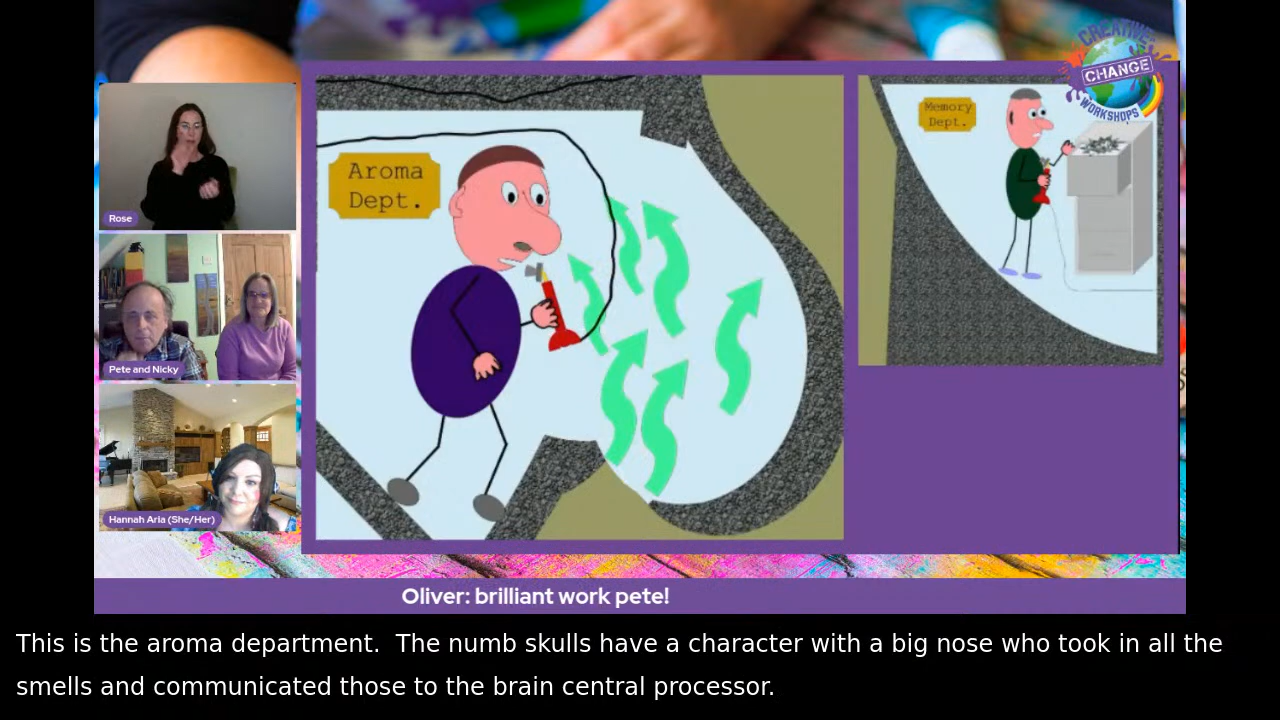 CREATIVE
CHANGE
WORKSHOPS
Rose
Pete and Nicky
Hannah Aria (She/Her)
Aroma
Dept.
Memory
Dept.
Oliver: brilliant work pete!
This is the aroma department.  The numb skulls have a character with a big nose who took in all the
smells and communicated those to the brain central processor.